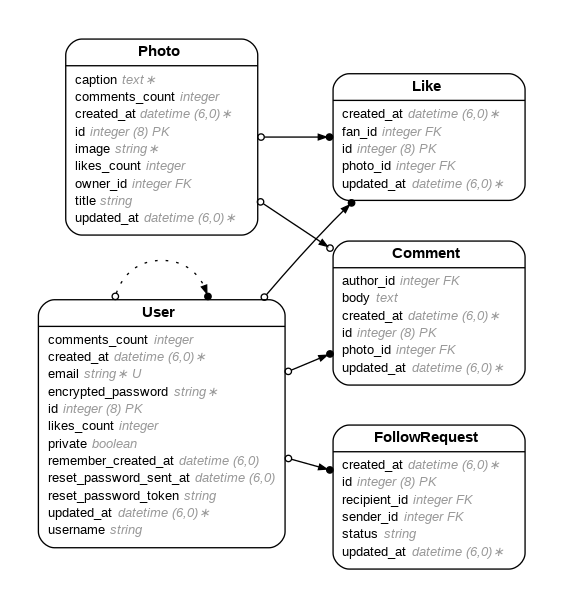 Photo
caption text∗
comments_count integer
created_at datetime (6,0)∗
id integer (8) PK
image string∗
likes_count integer
owner_id integer FK
title string
updated_at datetime (6,0)∗
Like
created_at datetime (6,0)∗
fan_id integer FK
id integer (8) PK
photo_id integer FK
updated_at datetime (6,0)∗
Comment
author_id integer FK
body text
created_at datetime (6,0)∗
id integer (8) PK
photo_id integer FK
updated_at datetime (6,0)∗
User
comments_count integer
created_at datetime (6,0)∗
email string∗ U
encrypted_password string∗
id integer (8) PK
likes_count integer
private boolean
remember_created_at datetime (6,0)
reset_password_sent_at datetime (6,0)
reset_password_token string
updated_at datetime (6,0)∗
username string
FollowRequest
created_at datetime (6,0)∗
id integer (8) PK
recipient_id integer FK
sender_id integer FK
status string
updated_at datetime (6,0)∗